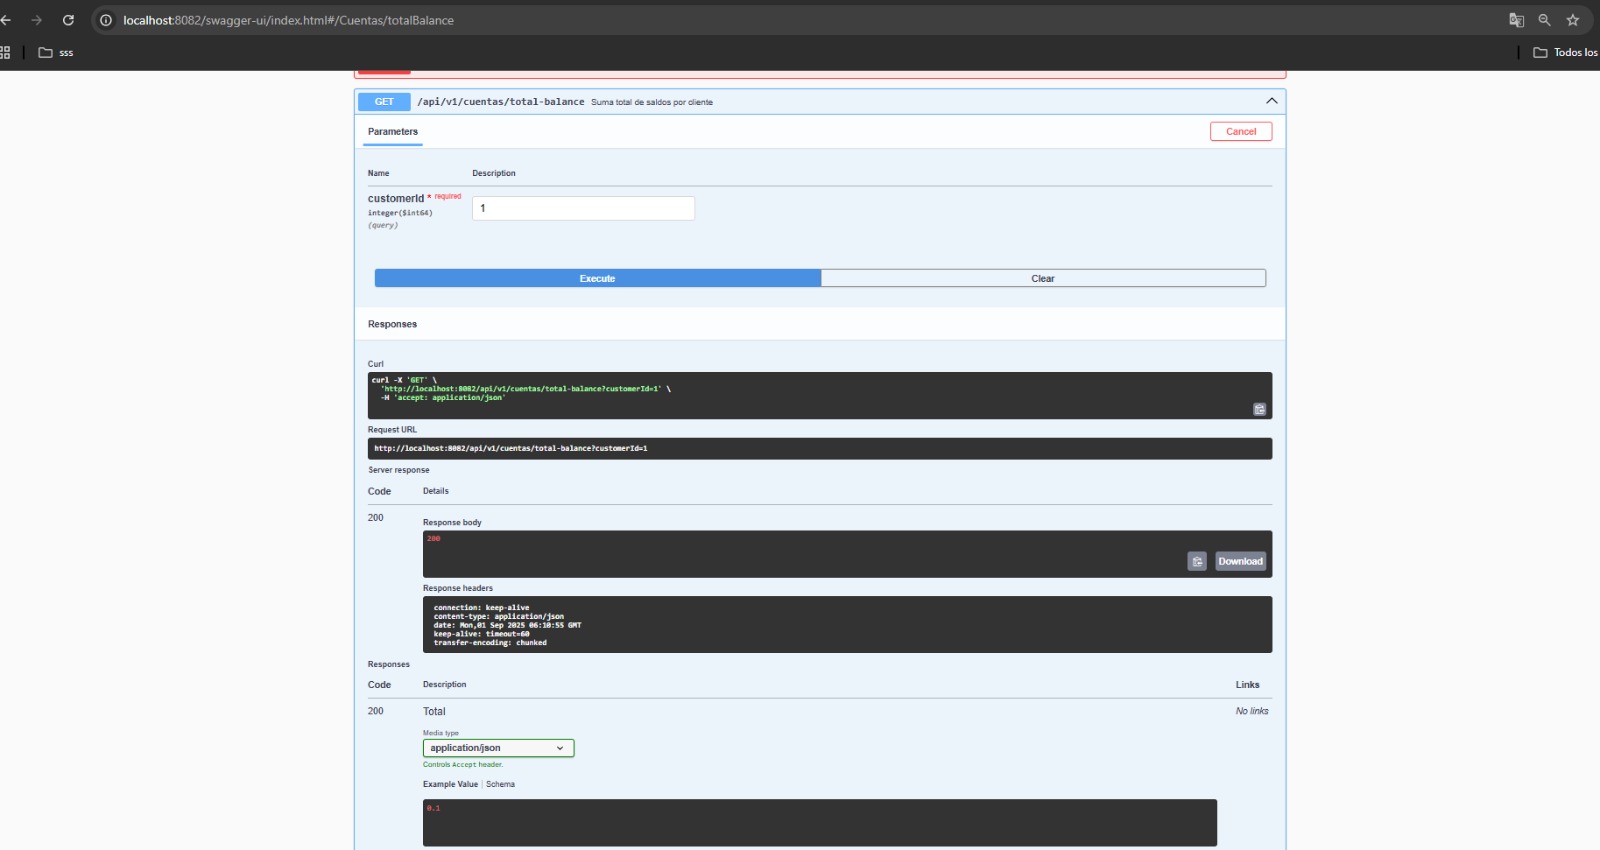 localhost:8082/swagger-ui/index.html#/Cuentas/totalBalance
sss
Todos los
GET /api/v1/cuentas/total-balance Suma total de saldos por cliente
Parameters
Cancel
Name Description
customerId * required
integer($int64)
(query)
1
Execute
Clear
Responses
Curl
curl -X 'GET' \
'http://localhost:8082/api/v1/cuentas/total-balance?customerId=1' \
-H 'accept: application/json'
Request URL
http://localhost:8082/api/v1/cuentas/total-balance?customerId=1
Server response
Code Details
200
Response body
200
Download
Response headers
connection: keep-alive
content-type: application/json
date: Mon,01 Sep 2025 06:10:55 GMT
keep-alive: timeout=60
transfer-encoding: chunked
Responses
Code Description Links
200 Total No links
Media type
application/json
Controls Accept header.
Example Value | Schema
0.1